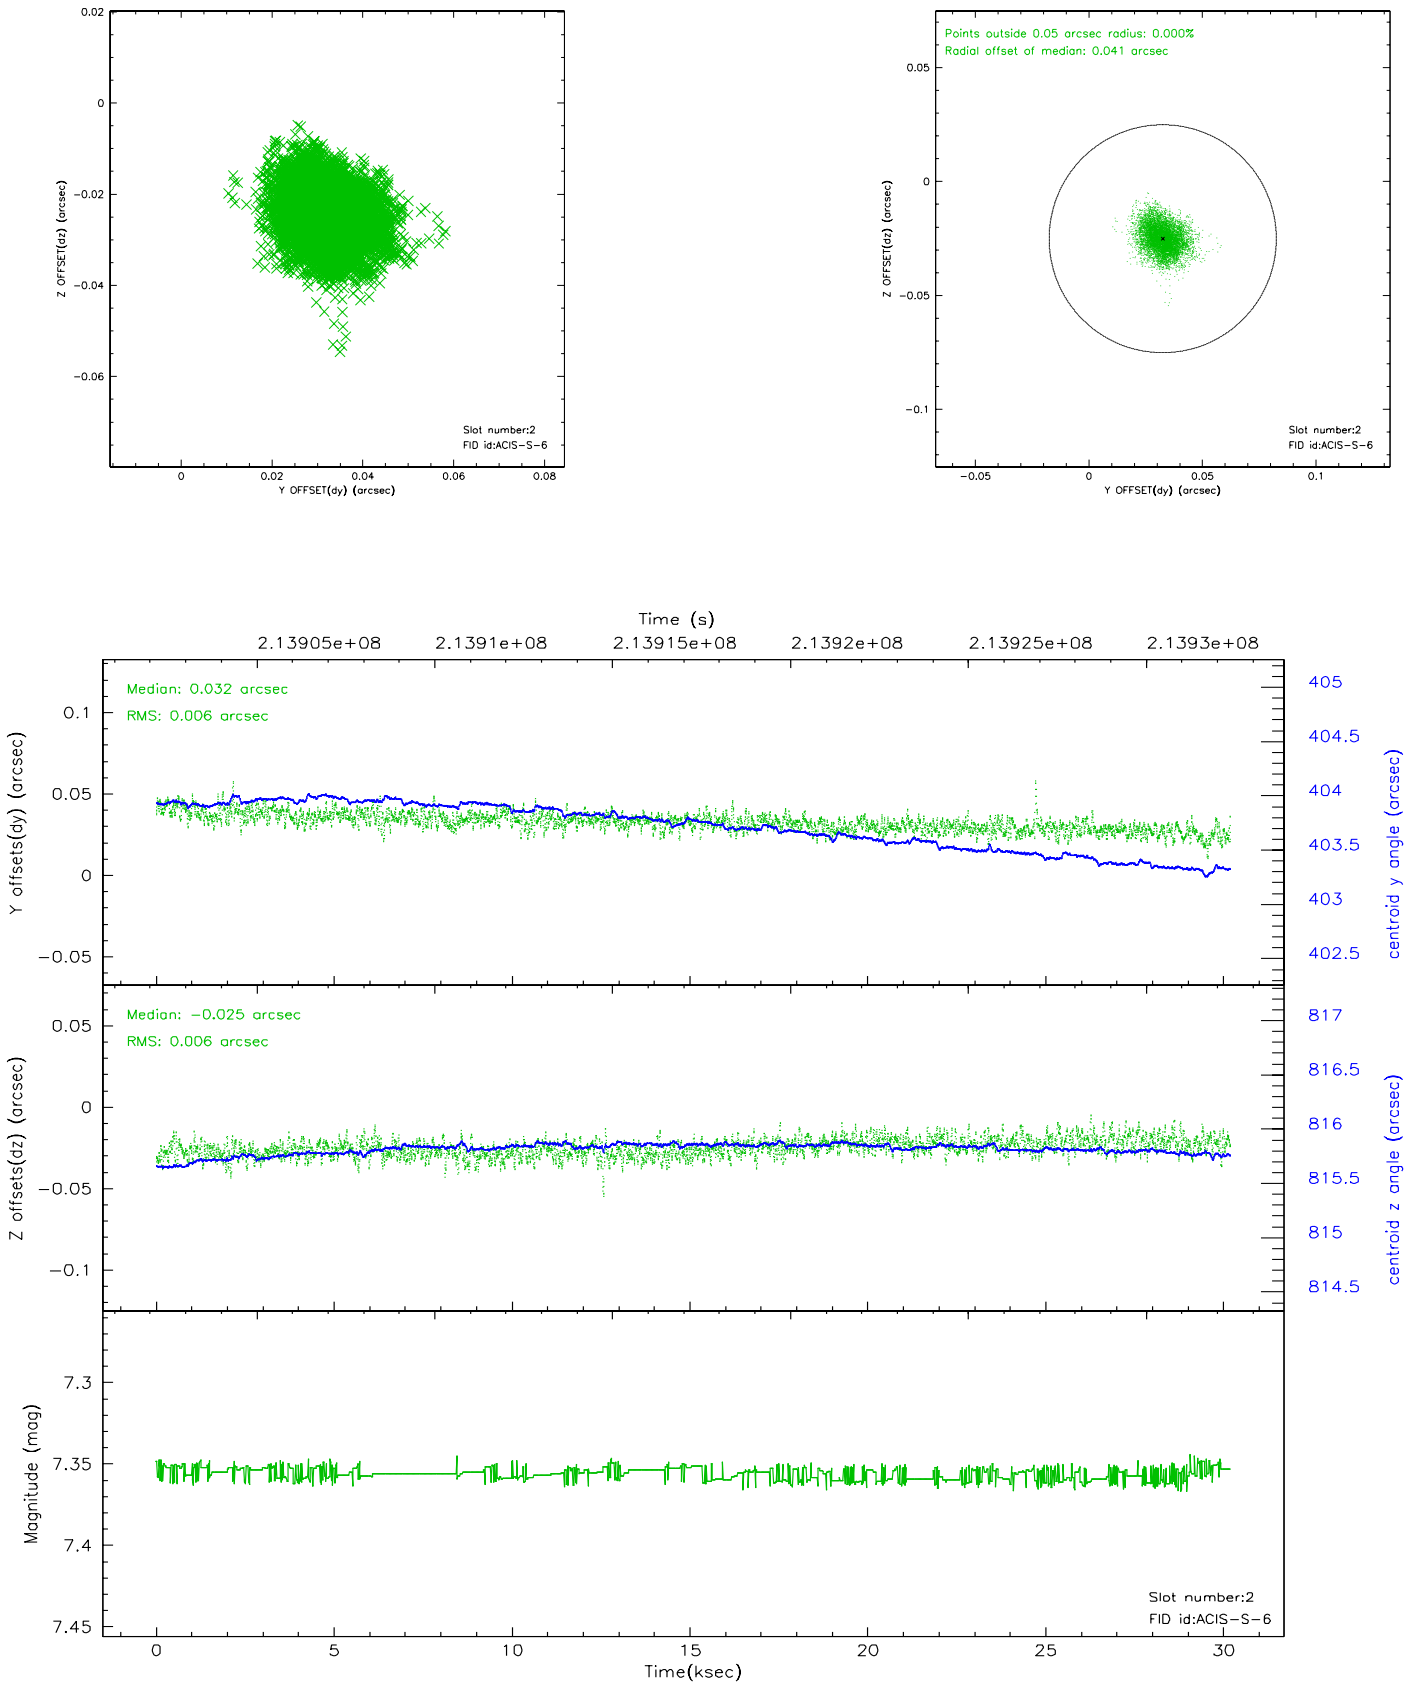 0.02
0
−0.02
−0.04
−0.06
Z OFFSET(dz) (arcsec)
Slot number:2
FID id:ACIS−S−6
0
0.02
0.04
0.06
0.08
Y OFFSET(dy) (arcsec)
Points outside 0.05 arcsec radius: 0.000%
Radial offset of median: 0.041 arcsec
0.05
0
−0.05
−0.1
Z OFFSET(dz) (arcsec)
Slot number:2
FID id:ACIS−S−6
−0.05
0
0.05
0.1
Y OFFSET(dy) (arcsec)
Time (s)
2.13905e+08
2.1391e+08
2.13915e+08
2.1392e+08
2.13925e+08
2.1393e+08
Median: 0.032 arcsec
RMS: 0.006 arcsec
0.1
0.05
0
−0.05
Y offsets(dy) (arcsec)
405
404.5
404
403.5
403
402.5
centroid y angle (arcsec)
Median: −0.025 arcsec
RMS: 0.006 arcsec
0.05
0
−0.05
−0.1
Z offsets(dz) (arcsec)
817
816.5
816
815.5
815
814.5
centroid z angle (arcsec)
7.3
7.35
7.4
7.45
Magnitude (mag)
Slot number:2
FID id:ACIS−S−6
0
5
10
15
20
25
30
Time(ksec)